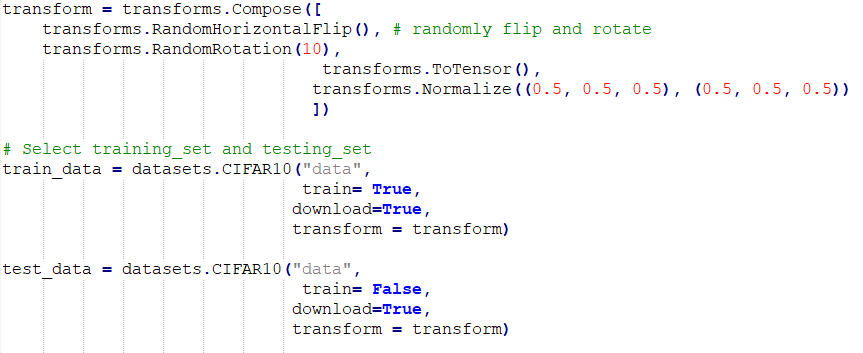 transform = transforms.Compose([
transforms.RandomHorizontalFlip(), # randomly flip and rotate
transforms.RandomRotation(10),
transforms.ToTensor(),
transforms.Normalize((0.5, 0.5, 0.5), (0.5, 0.5, 0.5))
])
# Select training_set and testing_set
train_data = datasets.CIFAR10("data",
train= True,
download=True,
transform = transform)
test_data = datasets.CIFAR10("data",
train= False,
download=True,
transform = transform)